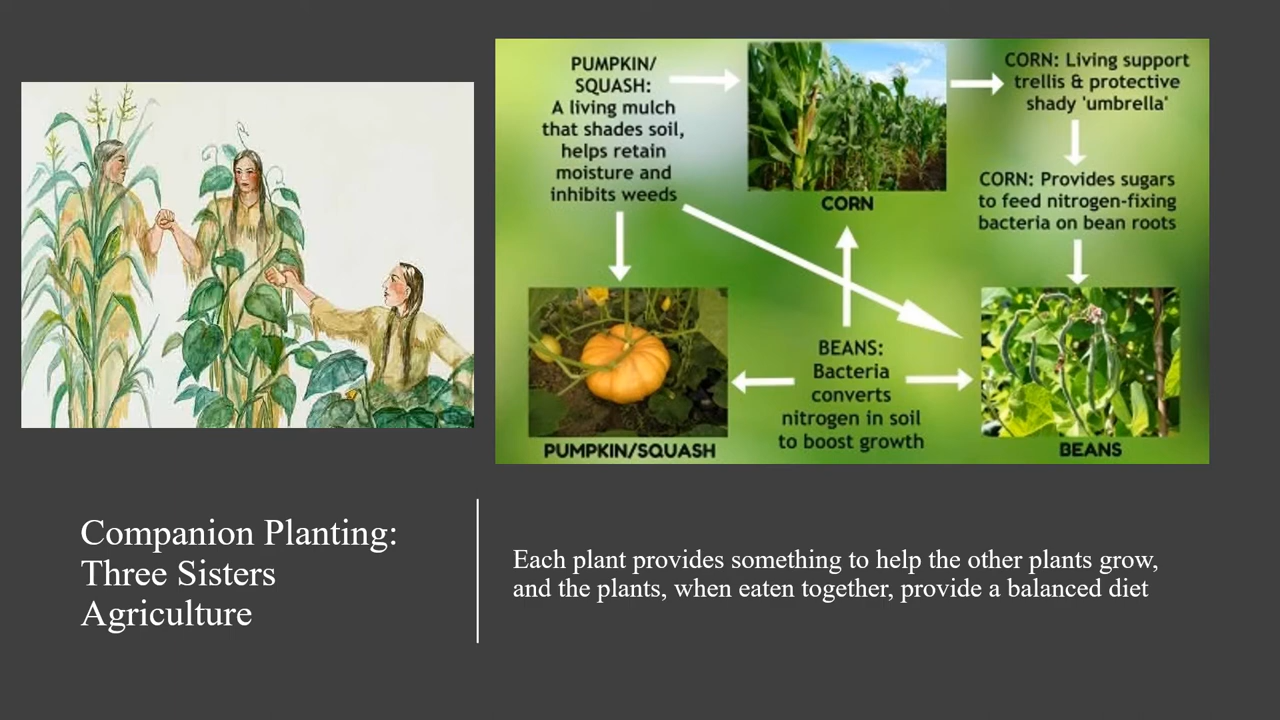 PUMPKIN/
SQUASH:
A living mulch
that shades soil,
helps retain
moisture and
inhibits weeds
CORN
CORN: Living support
trellis & protective
shady 'umbrella'
CORN: Provides sugars
to feed nitrogen-fixing
bacteria on bean roots
PUMPKIN/SQUASH
BEANS:
Bacteria
converts
nitrogen in soil
to boost growth
BEANS
Companion Planting:
Three Sisters
Agriculture
Each plant provides something to help the other plants grow,
and the plants, when eaten together, provide a balanced diet